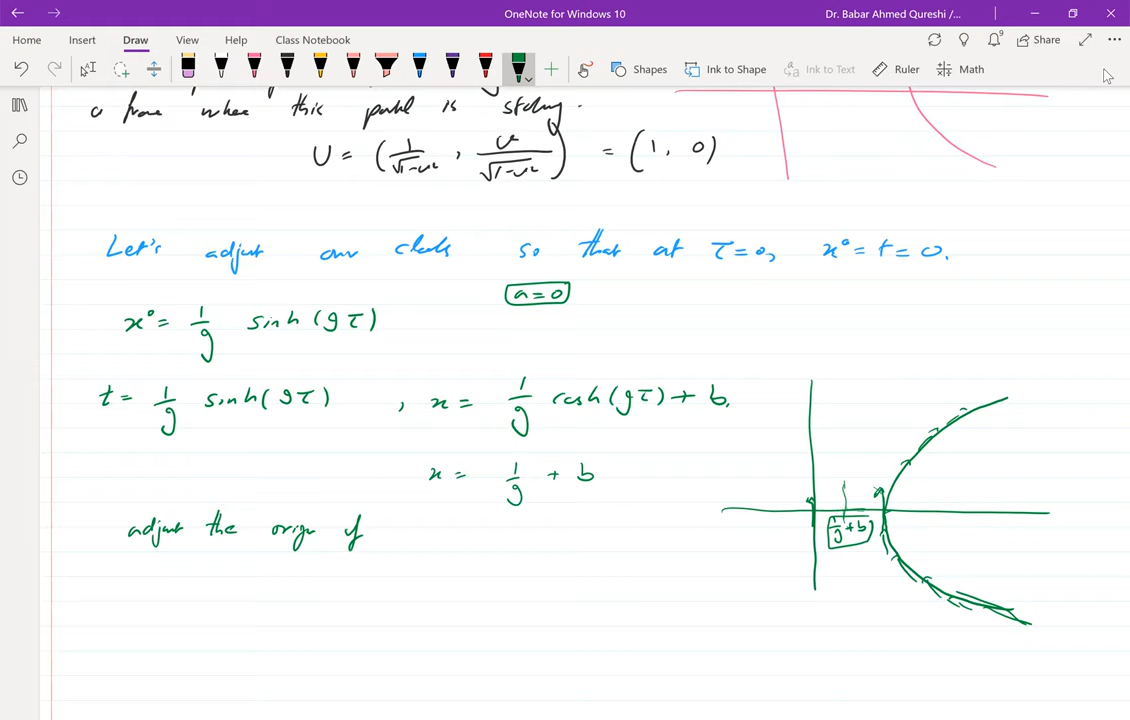 OneNote for Windows 10
Dr. Babar Ahmed Qureshi /...
Home Insert Draw View Help Class Notebook
9 Share
Shapes Ink to Shape Ink to Text Ruler Math
a where this is
U = (1/√1-v², v/√1-v²) = (1, 0)
Let's adjust our clock so that at τ=0, x⁰ = t = 0.
a = 0
x⁰ = 1/g sinh (gτ)
t = 1/g sinh(gτ) , x = 1/g cosh(gτ) + b.
x = 1/g + b
(1/g + b)
adjust the origin of